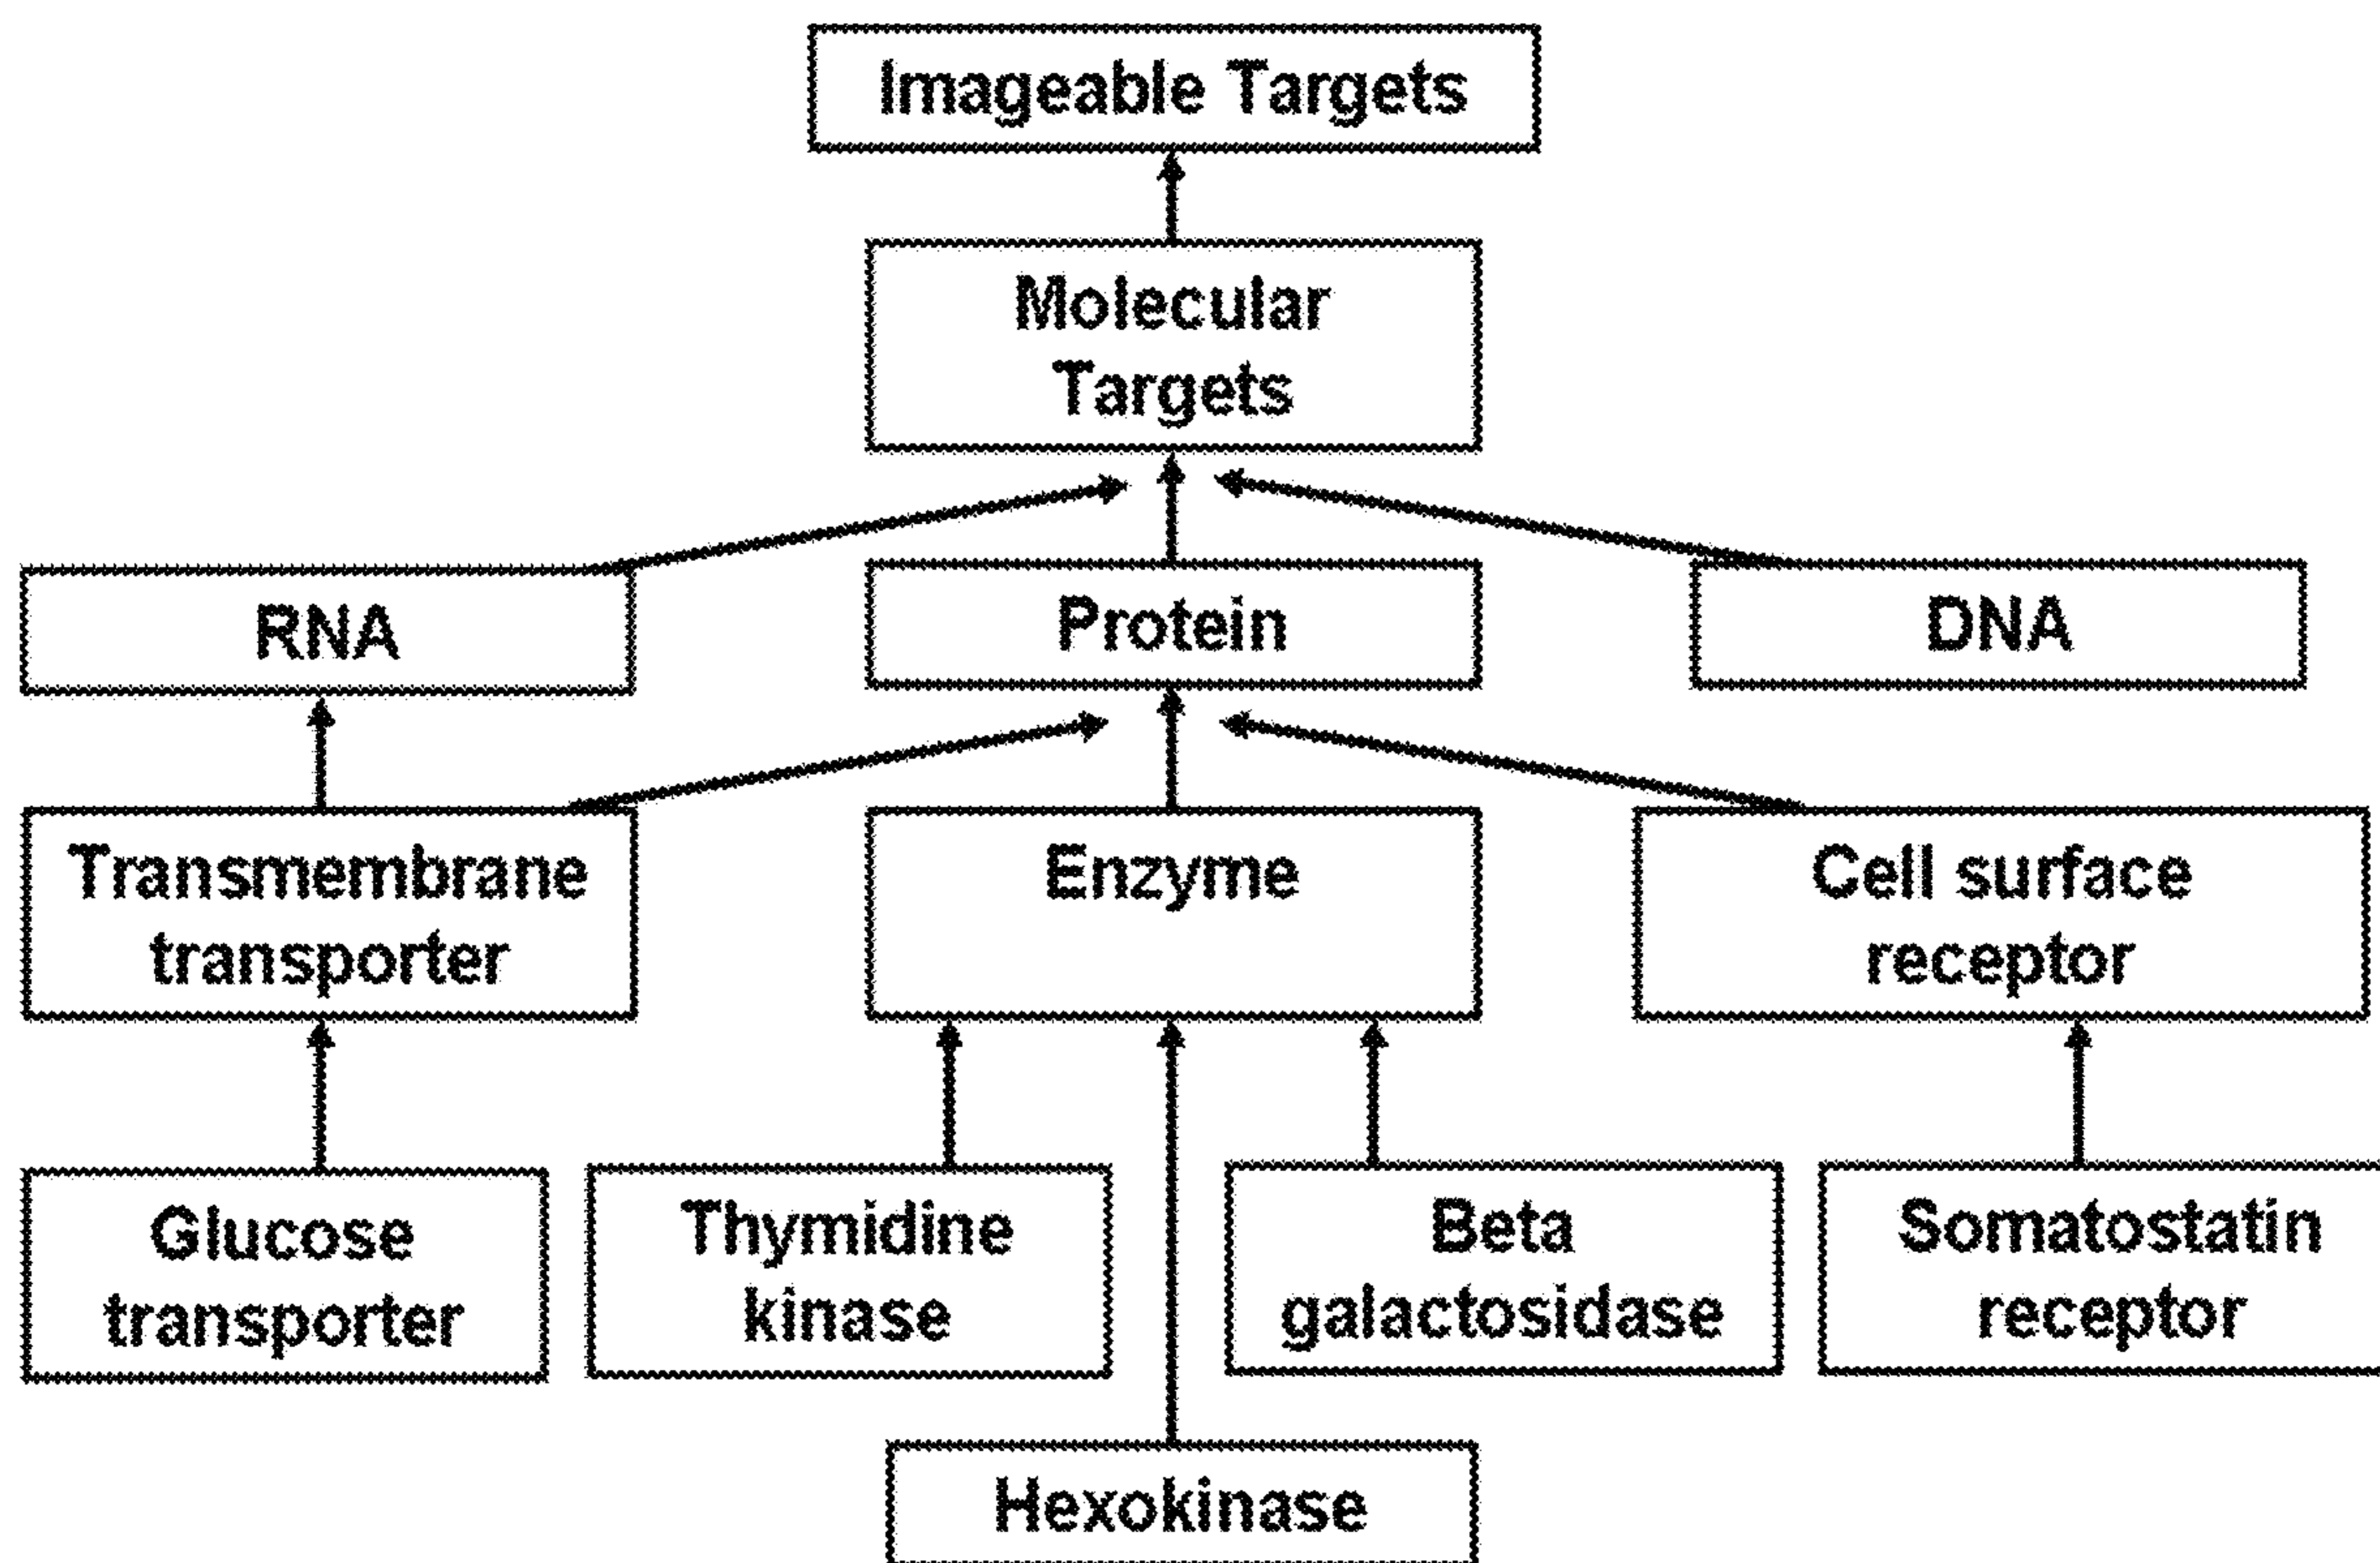 Imageable Targets
Molecular
Targets
RNA
Protein
DNA
Transmembrane
transporter
Enzyme
Cell surface
receptor
Glucose
transporter
Thymidine
kinase
Beta
galactosidase
Somatostatin
receptor
Hexokinase